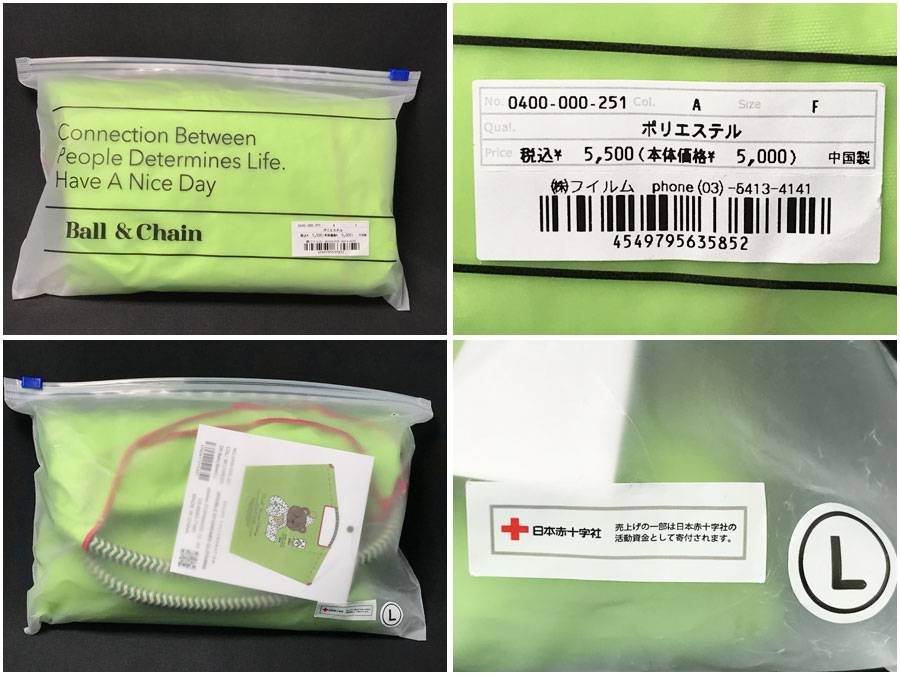 Connection Between
People Determines Life.
Have A Nice Day
Ball & Chain
No. 0400-000-251 Col. A Size F
Qual. ポリエステル
Price 税込¥ 5,500(本体価格¥ 5,000) 中国製
㈱フイルム phone(03)-5413-4141
4549795635852
L
日本赤十字社
売上げの一部は日本赤十字社の
活動資金として寄付されます。
L